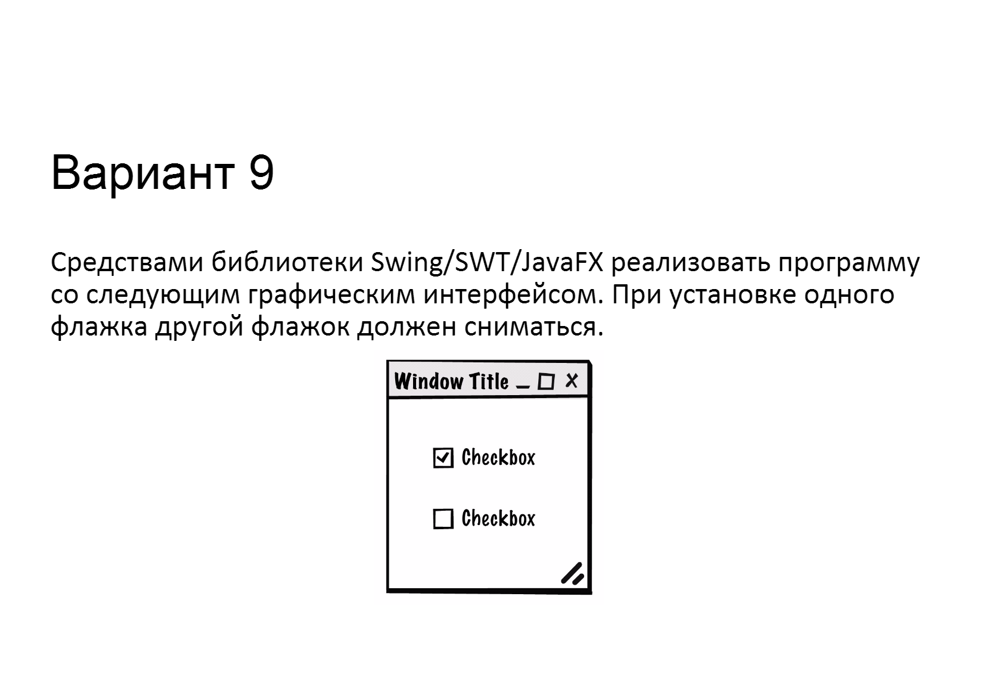 Вариант 9
Средствами библиотеки Swing/SWT/JavaFX реализовать программу
со следующим графическим интерфейсом. При установке одного
флажка другой флажок должен сниматься.
Window Title
Checkbox
Checkbox